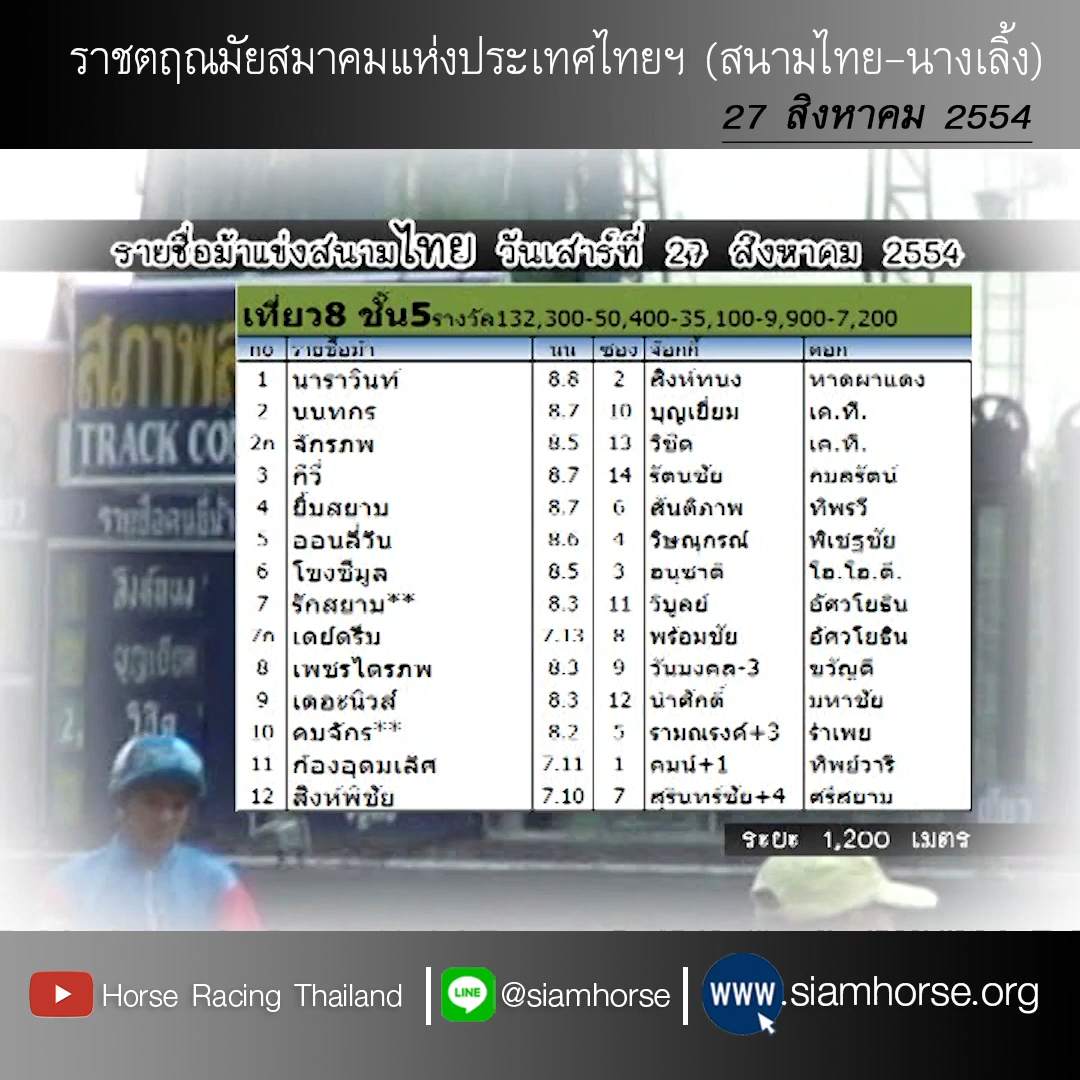 ราชตฤณมัยสมาคมแห่งประเทศไทยฯ (สนามไทย-นางเลิ้ง)
27 สิงหาคม 2554
รายชื่อม้าแข่งสนามไทย วันเสาร์ที่ 27 สิงหาคม 2554
เที่ยว8 ชั้น5รางวัล132,300-50,400-35,100-9,900-7,200
no รายชื่อม้า นน ซอง จ๊อกกี้ คอก
1 นาราวินท์ 8.8 2 สิงห์ทบง หาดผาแดง
2 นนทกร 8.7 10 บุญเยี่ยม เค.ที.
2ก จักรภพ 8.5 13 วิชิต เค.ที.
3 กีวี่ 8.7 14 รัตนชัย กมลรัตน์
4 ยิ้มสยาม 8.7 6 สันติภาพ ทิพรวี
5 ออนลี่วัน 8.6 4 วิษณุกรณ์ พิเชฐชัย
6 โขงชีมูล 8.5 3 อนุชาติ โอ.โอ.ดี.
7 รักสยาม** 8.3 11 วิบูลย์ อัศวโยธิน
7ก เดย์ดรีม 7.13 8 พร้อมชัย อัศวโยธิน
8 เพชรไตรภพ 8.3 9 วันมงคล-3 ขวัญดี
9 เดอะนิวส์ 8.3 12 นำศักดิ์ มหาชัย
10 คมจักร** 8.2 5 รามณรงค์+3 รำเพย
11 ก้องอุดมเลิศ 7.11 1 คมน์+1 ทิพย์วารี
12 สิงห์พิชัย 7.10 7 สุรินทร์ชัย+4 ศรีสยาม
ระยะ 1,200 เมตร
TRACK CO
Horse Racing Thailand
LINE @siamhorse
www.siamhorse.org